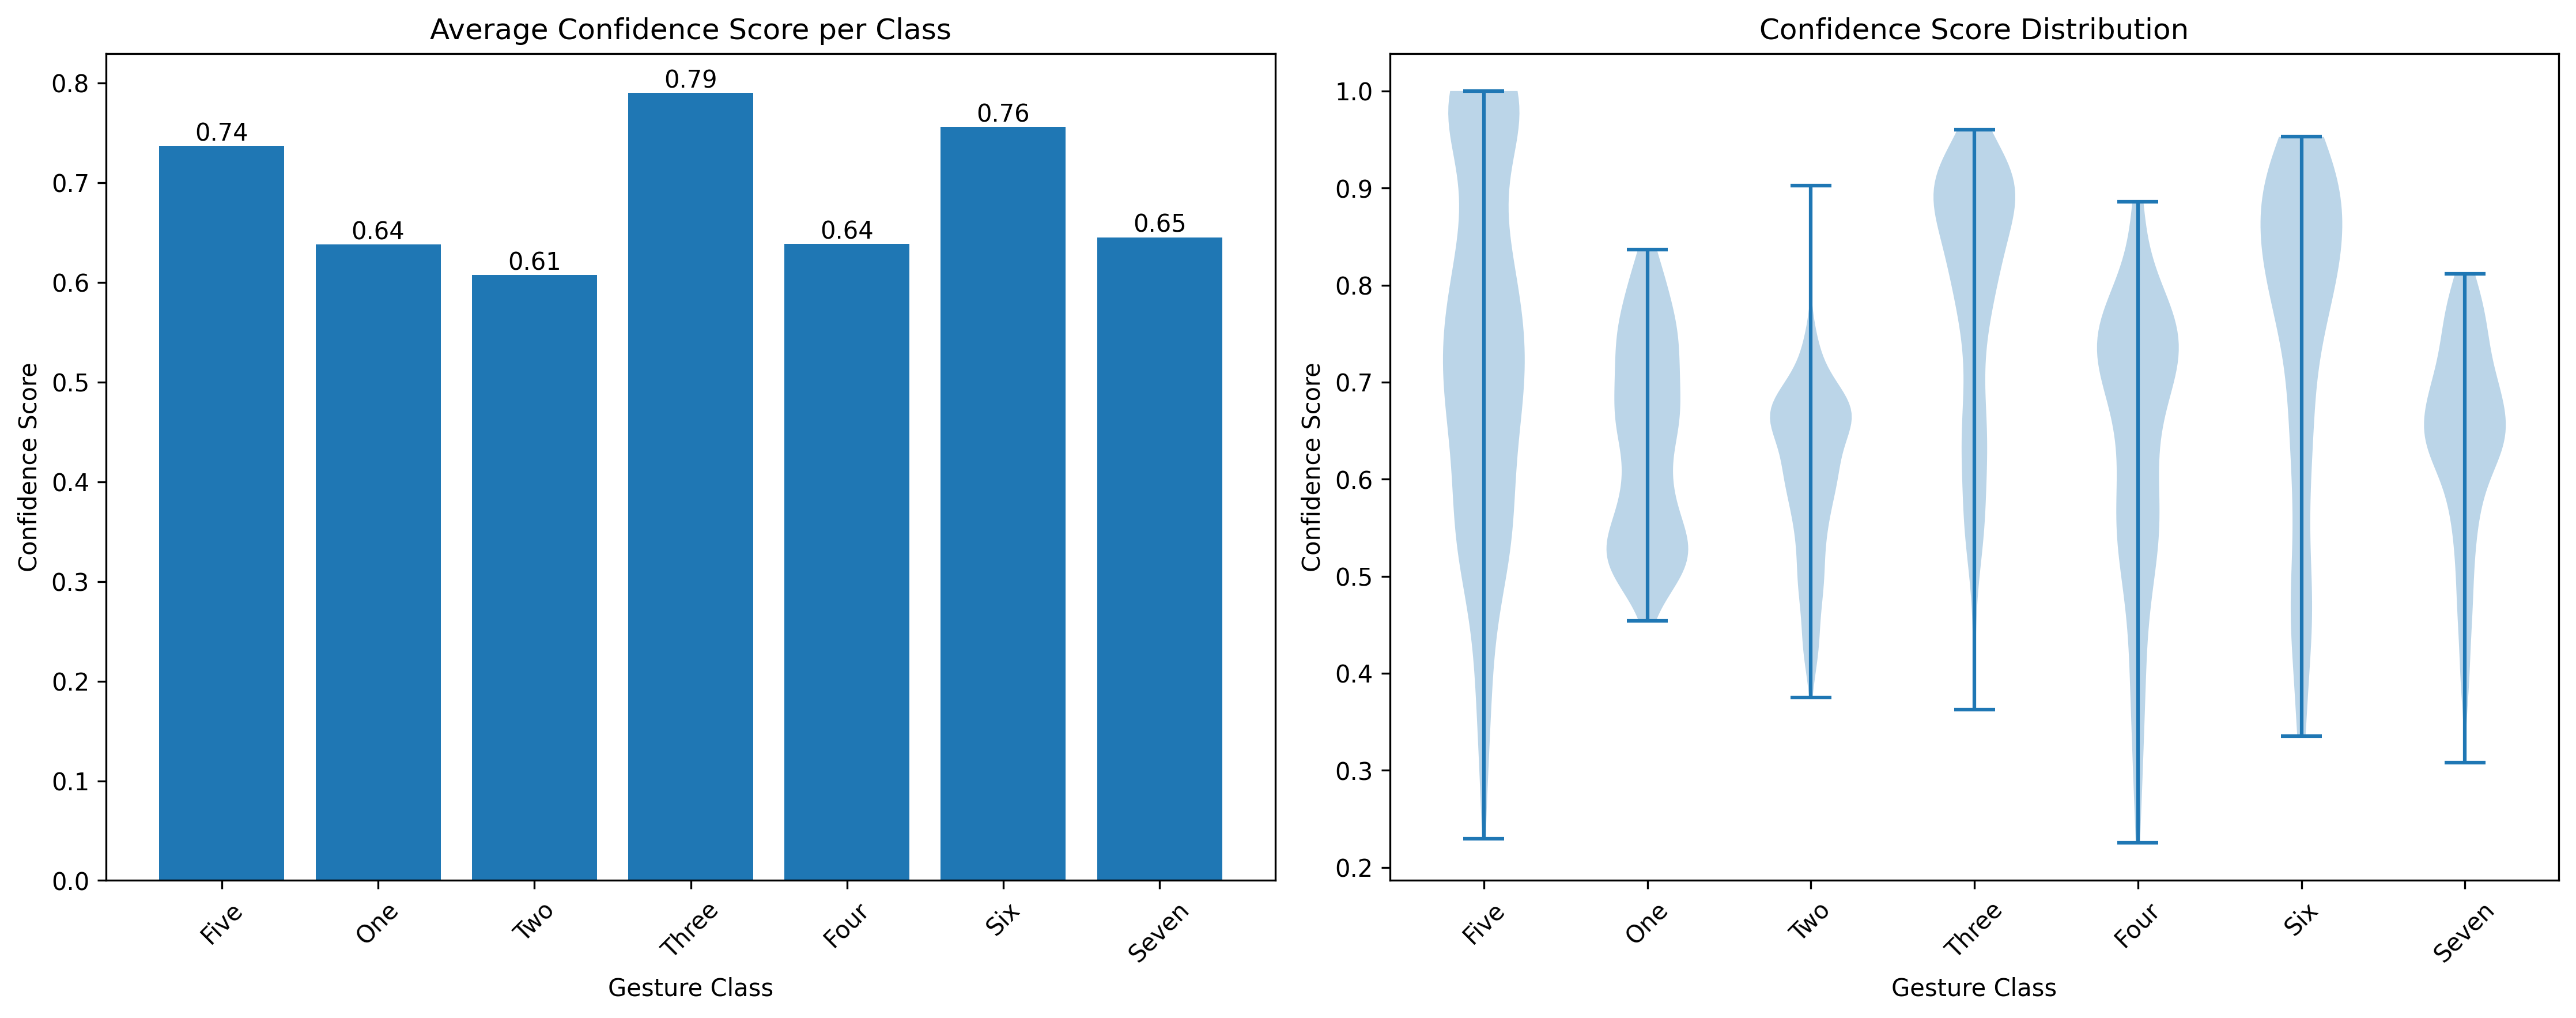 Average Confidence Score per Class
Confidence Score
0.8
0.7
0.6
0.5
0.4
0.3
0.2
0.1
0.0
0.74
0.64
0.61
0.79
0.64
0.76
0.65
Five
One
Two
Three
Four
Six
Seven
Gesture Class
Confidence Score Distribution
Confidence Score
1.0
0.9
0.8
0.7
0.6
0.5
0.4
0.3
0.2
Five
One
Two
Three
Four
Six
Seven
Gesture Class